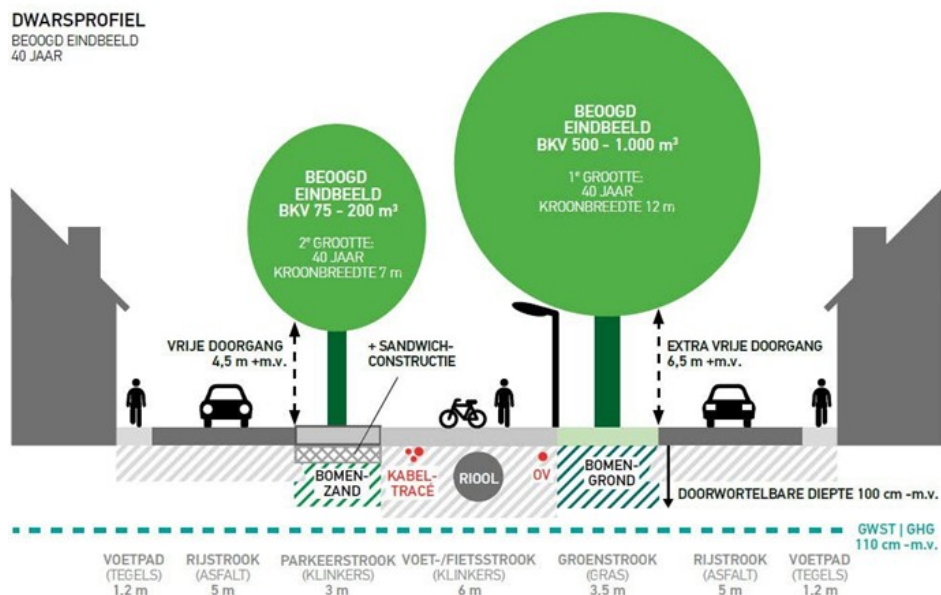 DWARSPROFIEL
BEOOGD EINDBEELD
40 JAAR
BEOOGD
EINDBEELD
BKV 75 - 200 m³
2ᵉ GROOTTE:
40 JAAR
KROONBREEDTE 7 m
BEOOGD
EINDBEELD
BKV 500 - 1.000 m³
1ᵉ GROOTTE:
40 JAAR
KROONBREEDTE 12 m
VRIJE DOORGANG
4,5 m +m.v.
+ SANDWICH-
CONSTRUCTIE
EXTRA VRIJE DOORGANG
6,5 m +m.v.
BOMEN-
ZAND
KABEL-
TRACÉ
RIOOL
OV
BOMEN-
GROND
DOORWORTELBARE DIEPTE 100 cm -m.v.
GWST | GHG
110 cm -m.v.
VOETPAD
(TEGELS)
1.2 m
RIJSTROOK
(ASFALT)
5 m
PARKEERSTROOK
(KLINKERS)
3 m
VOET-/FIETSSTROOK
(KLINKERS)
6 m
GROENSTROOK
(GRAS)
3.5 m
RIJSTROOK
(ASFALT)
5 m
VOETPAD
(TEGELS)
1.2 m